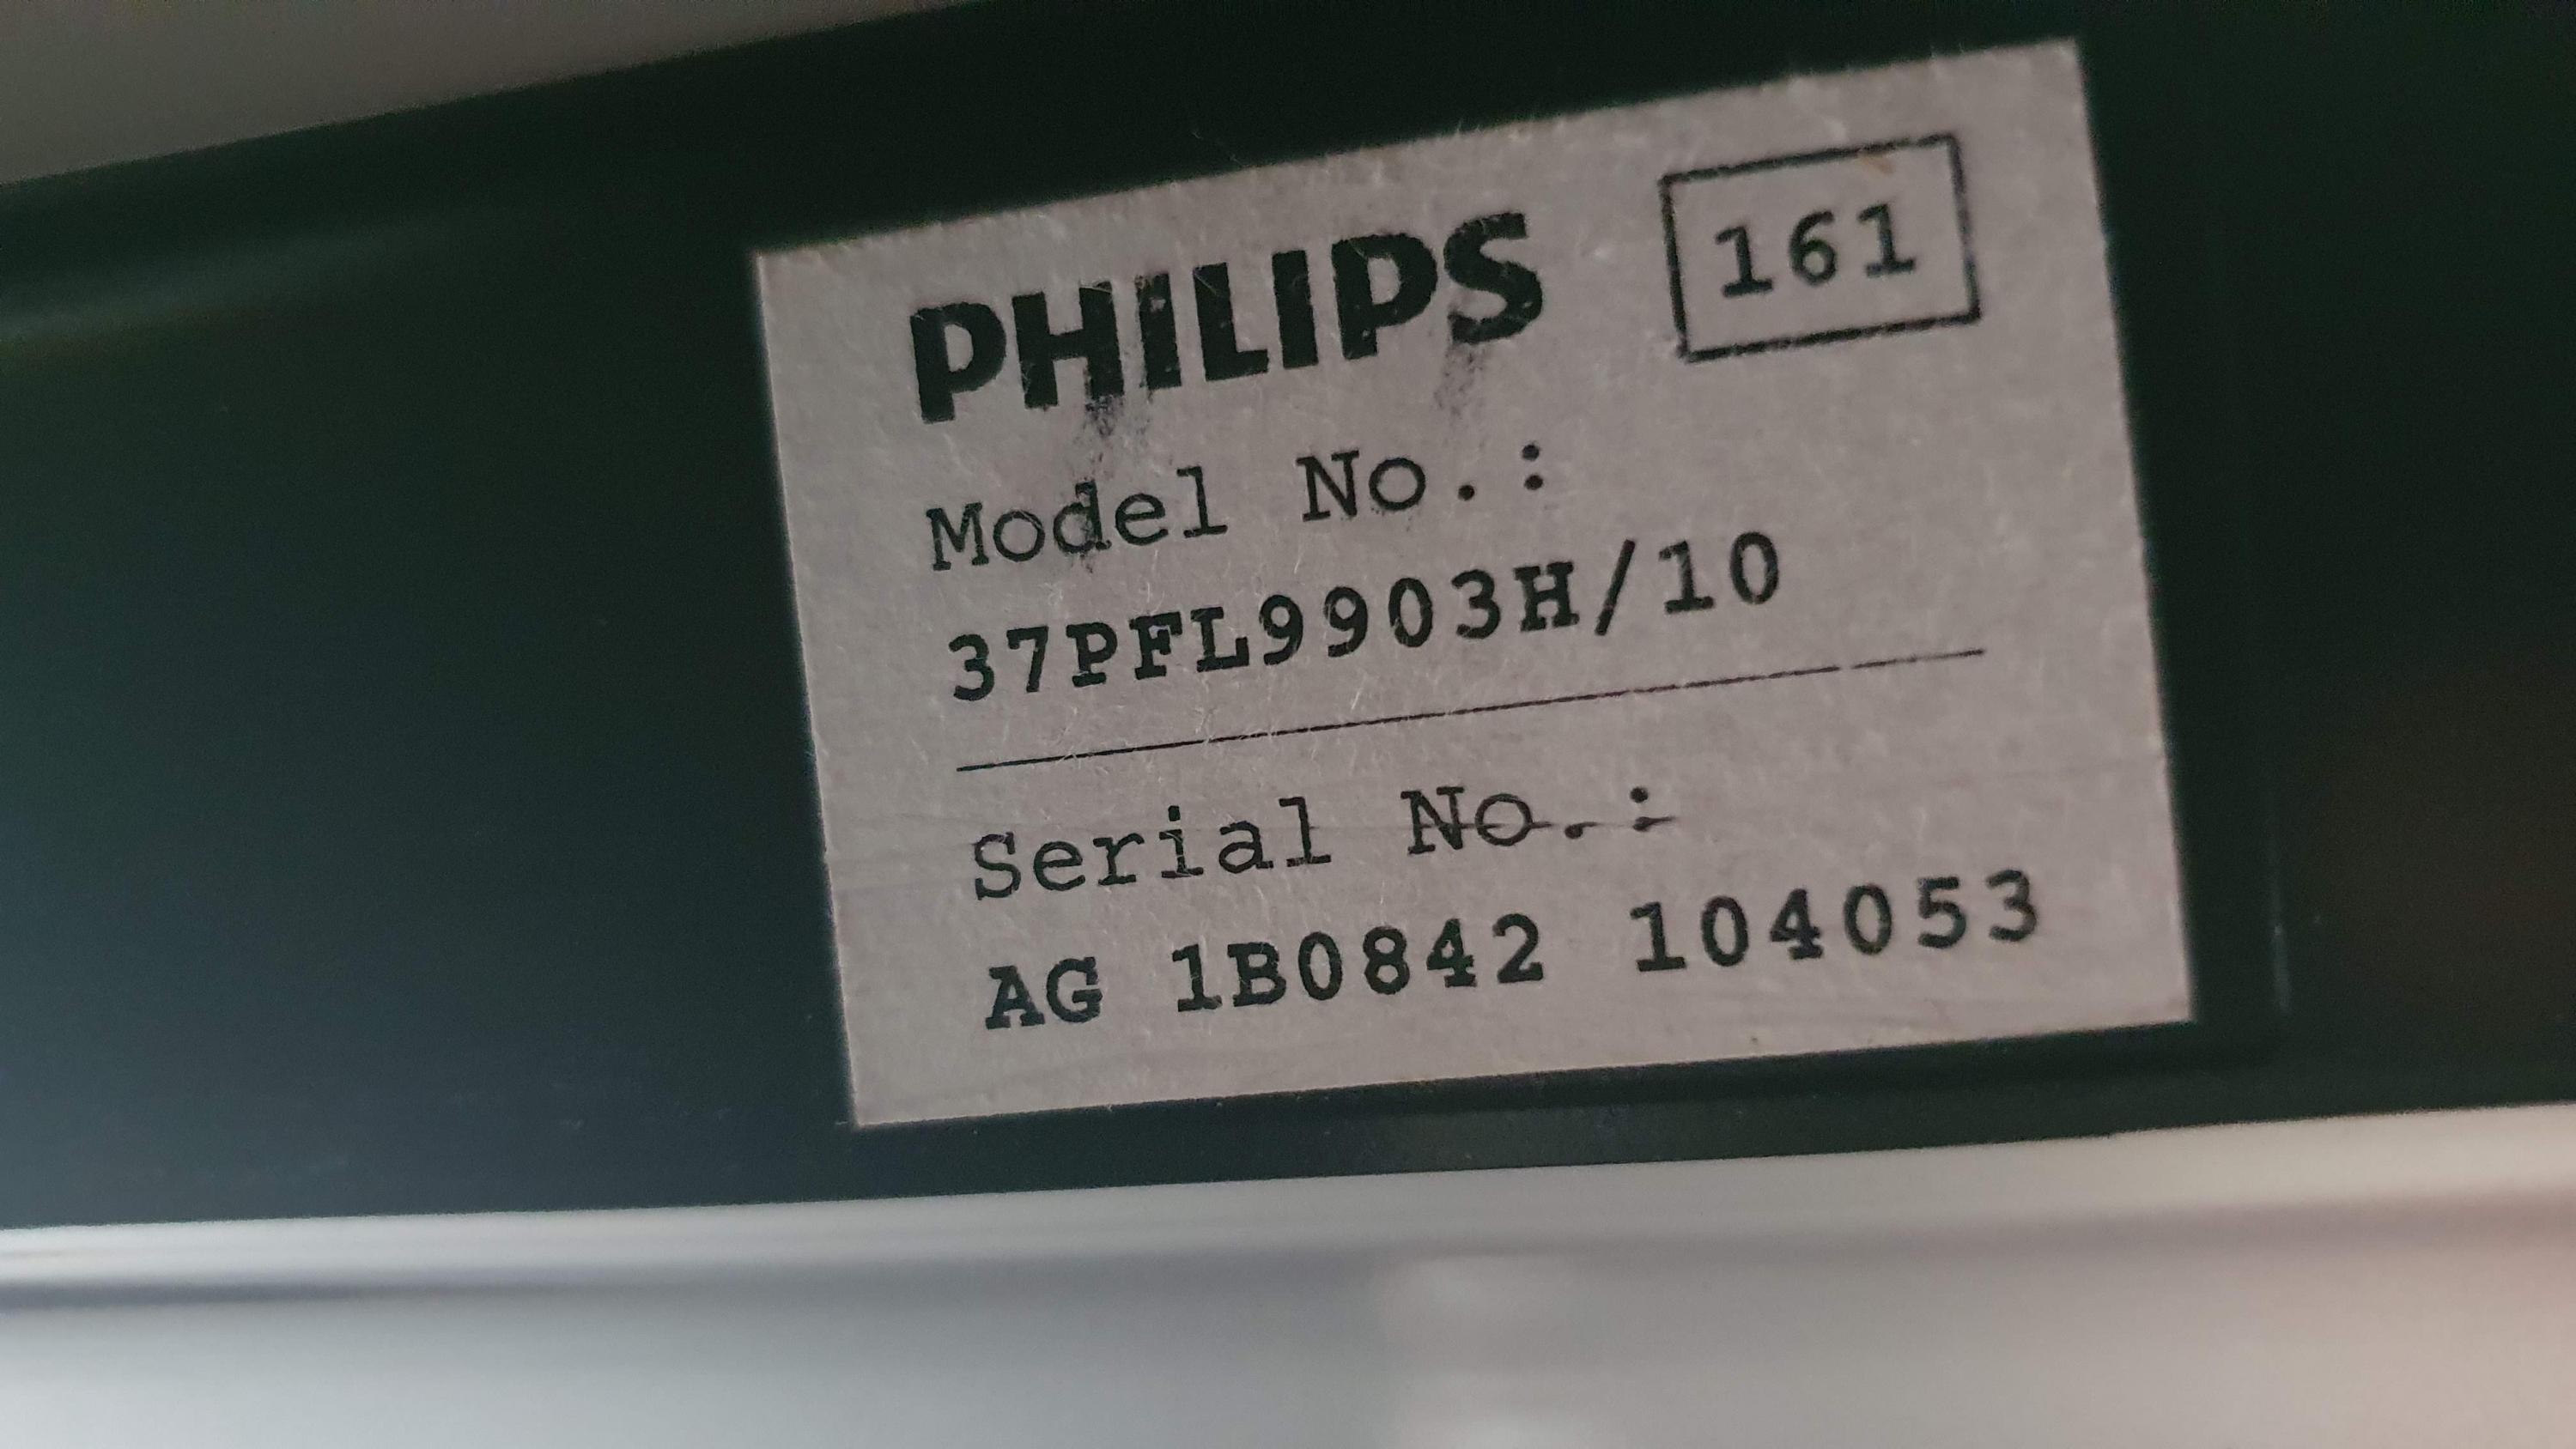 PHILIPS 161
Model No.:
37PFL9903H/10
Serial No.:
AG 1B0842 104053